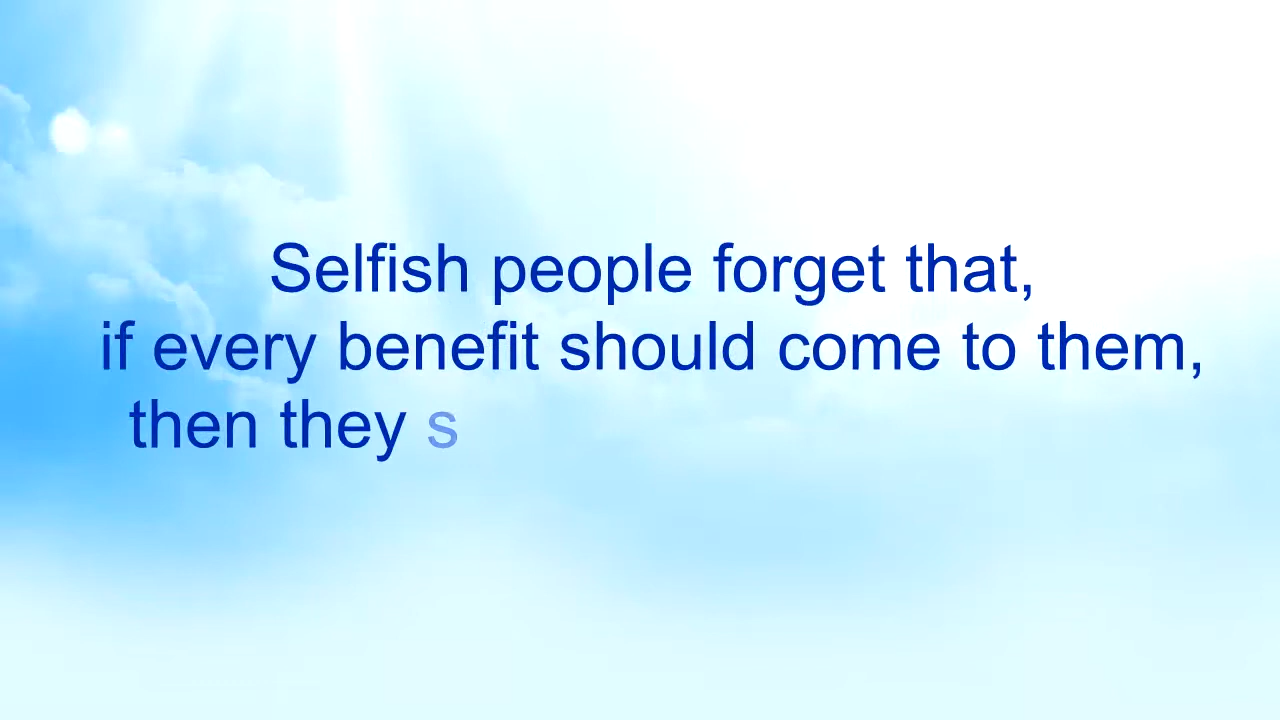 Selfish people forget that,
if every benefit should come to them,
then they s